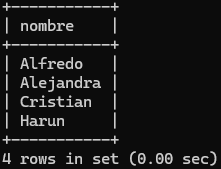 +-----------+
| nombre    |
+-----------+
| Alfredo   |
| Alejandra |
| Cristian  |
| Harun     |
+-----------+
4 rows in set (0.00 sec)